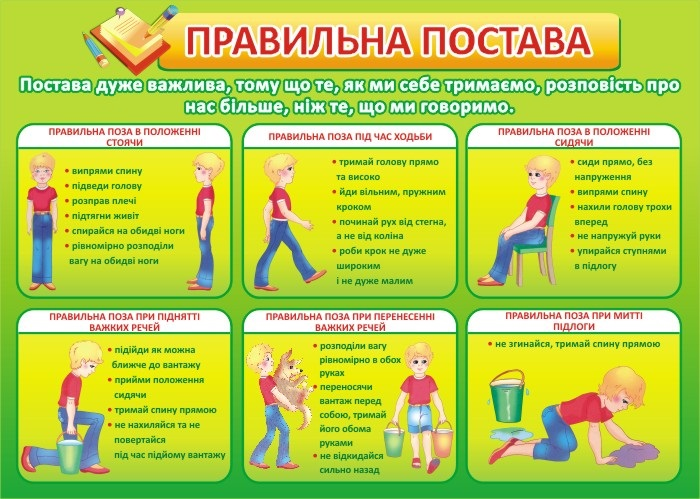 ПРАВИЛЬНА ПОСТАВА
Постава дуже важлива, тому що те, як ми себе тримаємо, розповість про
нас більше, ніж те, що ми говоримо.
ПРАВИЛЬНА ПОЗА В ПОЛОЖЕННІ
СТОЯЧИ
• випрями спину
• підведи голову
• розправ плечі
• підтягни живіт
• спирайся на обидві ноги
• рівномірно розподіли
вагу на обидві ноги
ПРАВИЛЬНА ПОЗА ПІД ЧАС ХОДЬБИ
• тримай голову прямо
та високо
• йди вільним, пружним
кроком
• починай рух від стегна,
а не від коліна
• роби крок не дуже
широким
і не дуже малим
ПРАВИЛЬНА ПОЗА В ПОЛОЖЕННІ
СИДЯЧИ
• сиди прямо, без
напруження
• випрями спину
• нахили голову трохи
вперед
• не напружуй руки
• упирайся ступнями
в підлогу
ПРАВИЛЬНА ПОЗА ПРИ ПІДНЯТТІ
ВАЖКИХ РЕЧЕЙ
• підійди як можна
ближче до вантажу
• прийми положення
сидячи
• тримай спину прямою
• не нахиляйся та не
повертайся
під час підйому вантажу
ПРАВИЛЬНА ПОЗА ПРИ ПЕРЕНЕСЕННІ
ВАЖКИХ РЕЧЕЙ
• розподіли вагу
рівномірно в обох
руках
• переносячи
вантаж перед
собою, тримай
його обома
руками
• не відкидайся
сильно назад
ПРАВИЛЬНА ПОЗА ПРИ МИТТІ
ПІДЛОГИ
• не згинайся, тримай спину прямою